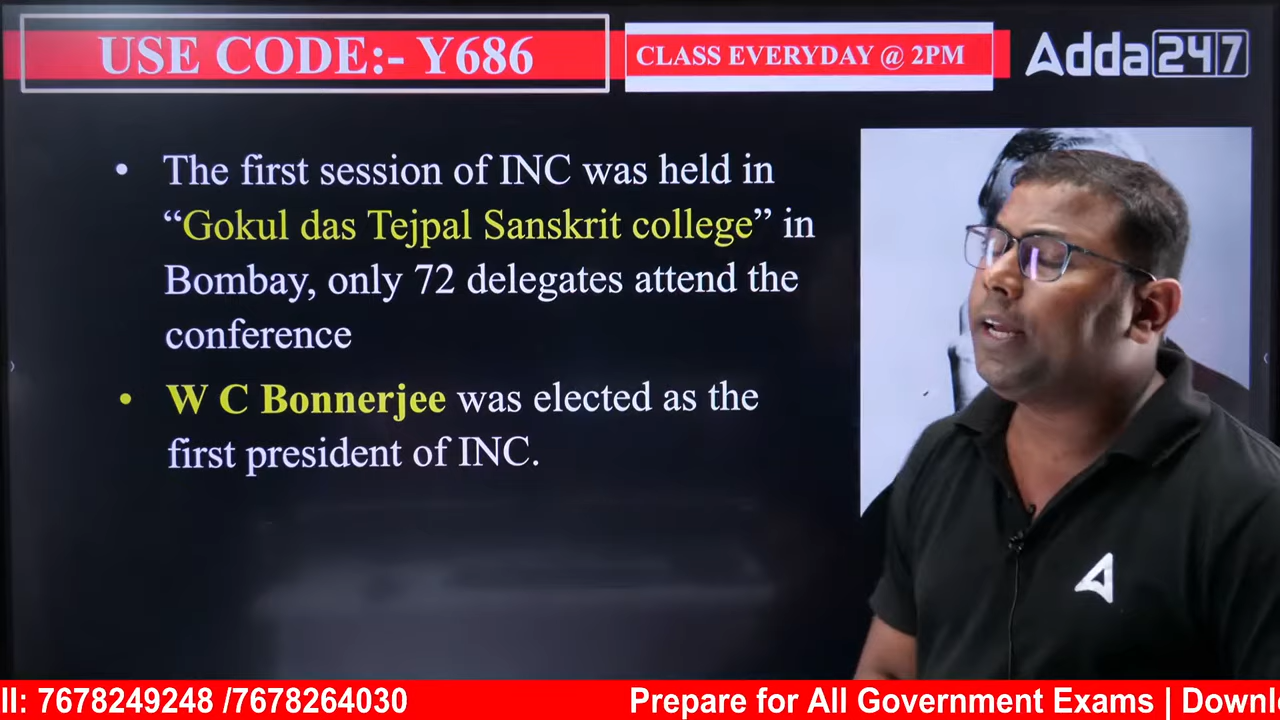 USE CODE:- Y686
CLASS EVERYDAY @ 2PM
Adda247
• The first session of INC was held in
“Gokul das Tejpal Sanskrit college” in
Bombay, only 72 delegates attend the
conference
• W C Bonnerjee was elected as the
first president of INC.
ll: 7678249248 /7678264030
Prepare for All Government Exams | Downl